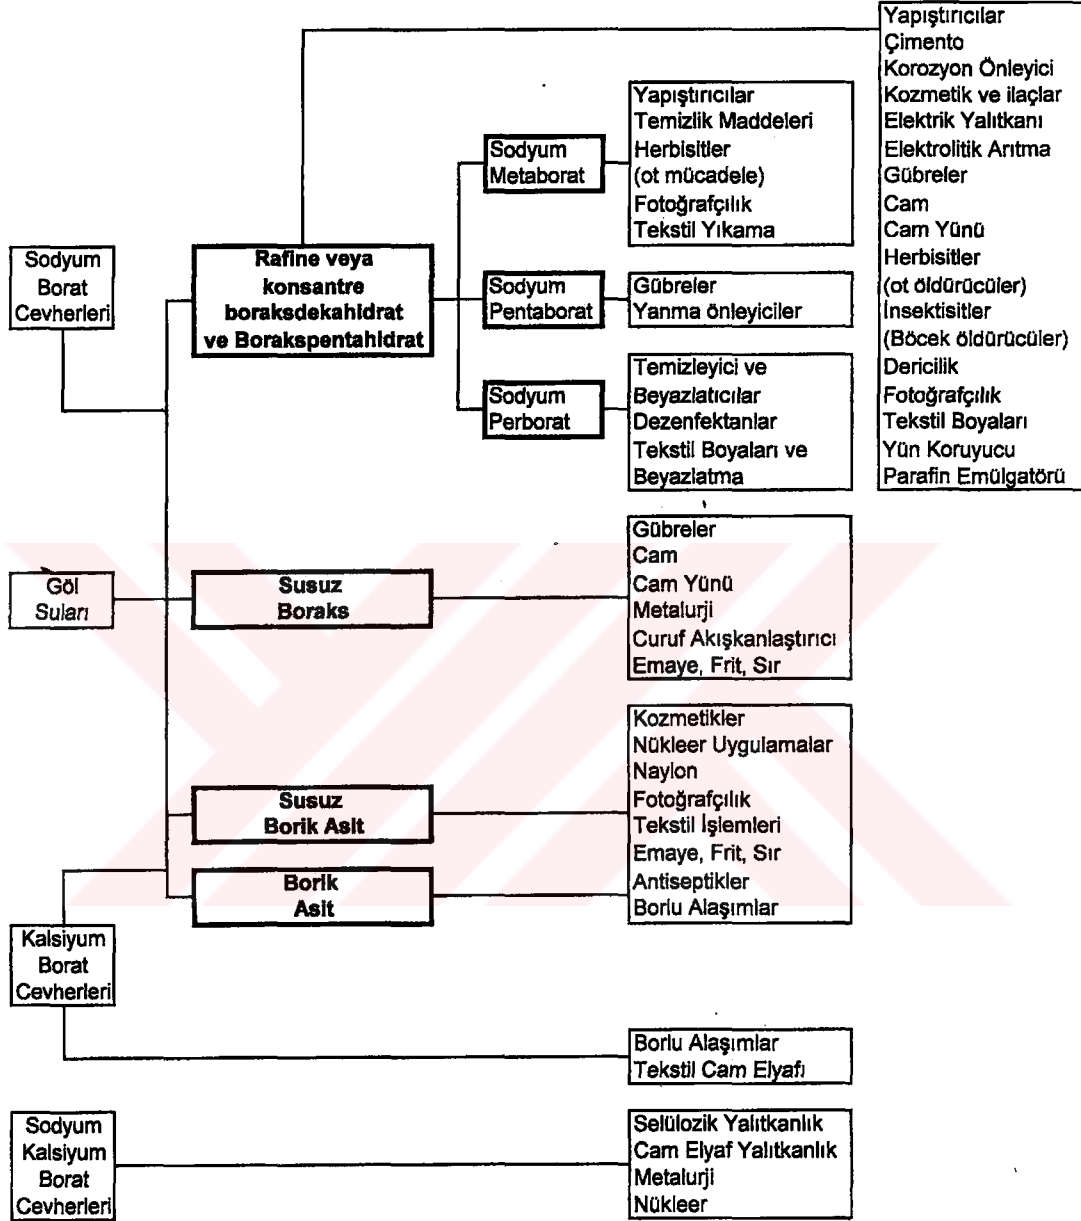 Yapıştırıcılar
Çimento
Korozyon Önleyici
Kozmetik ve ilaçlar
Elektrik Yalıtkanı
Elektrolitik Arıtma
Gübreler
Cam
Cam Yünü
Herbisitler
(ot öldürücüler)
İnsektisitler
(Böcek öldürücüler)
Dericilik
Fotoğrafçılık
Tekstil Boyaları
Yün Koruyucu
Parafin Emülgatörü
Sodyum
Borat
Cevherleri
Rafine veya
konsantre
boraksdekahidrat
ve Borakspentahidrat
Sodyum
Metaborat
Yapıştırıcılar
Temizlik Maddeleri
Herbisitler
(ot mücadele)
Fotoğrafçılık
Tekstil Yıkama
Sodyum
Pentaborat
Gübreler
Yanma önleyiciler
Sodyum
Perborat
Temizleyici ve
Beyazlatıcılar
Dezenfektanlar
Tekstil Boyaları ve
Beyazlatma
Göl
Suları
Susuz
Boraks
Gübreler
Cam
Cam Yünü
Metalurji
Curuf Akışkanlaştırıcı
Emaye, Frit, Sır
Susuz
Borik Asit
Borik
Asit
Kozmetikler
Nükleer Uygulamalar
Naylon
Fotoğrafçılık
Tekstil İşlemleri
Emaye, Frit, Sır
Antiseptikler
Borlu Alaşımlar
Kalsiyum
Borat
Cevherleri
Borlu Alaşımlar
Tekstil Cam Elyafı
Sodyum
Kalsiyum
Borat
Cevherleri
Selülozik Yalıtkanlık
Cam Elyaf Yalıtkanlık
Metalurji
Nükleer